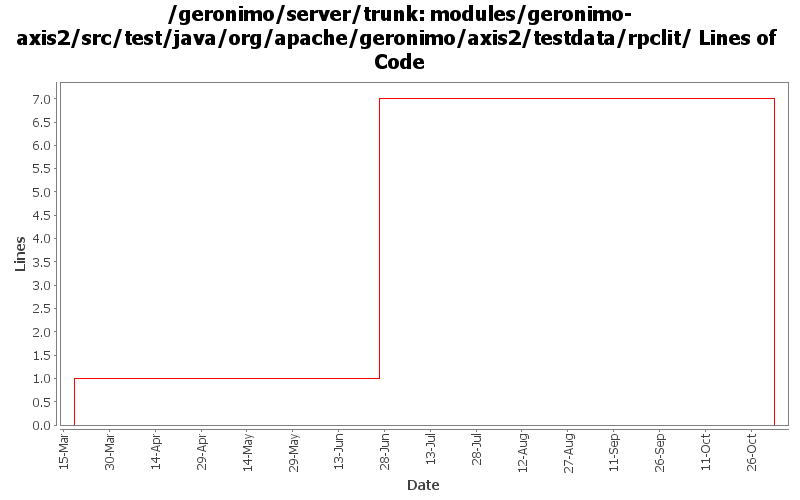 /geronimo/server/trunk: modules/geronimo-
axis2/src/test/java/org/apache/geronimo/axis2/testdata/rpclit/ Lines of
Code
7.0
6.5
6.0
5.5
5.0
4.5
4.0
3.5
3.0
2.5
2.0
1.5
1.0
0.5
0.0
Lines
15-Mar
30-Mar
14-Apr
29-Apr
14-May
29-May
13-Jun
28-Jun
13-Jul
28-Jul
12-Aug
27-Aug
11-Sep
26-Sep
11-Oct
26-Oct
Date